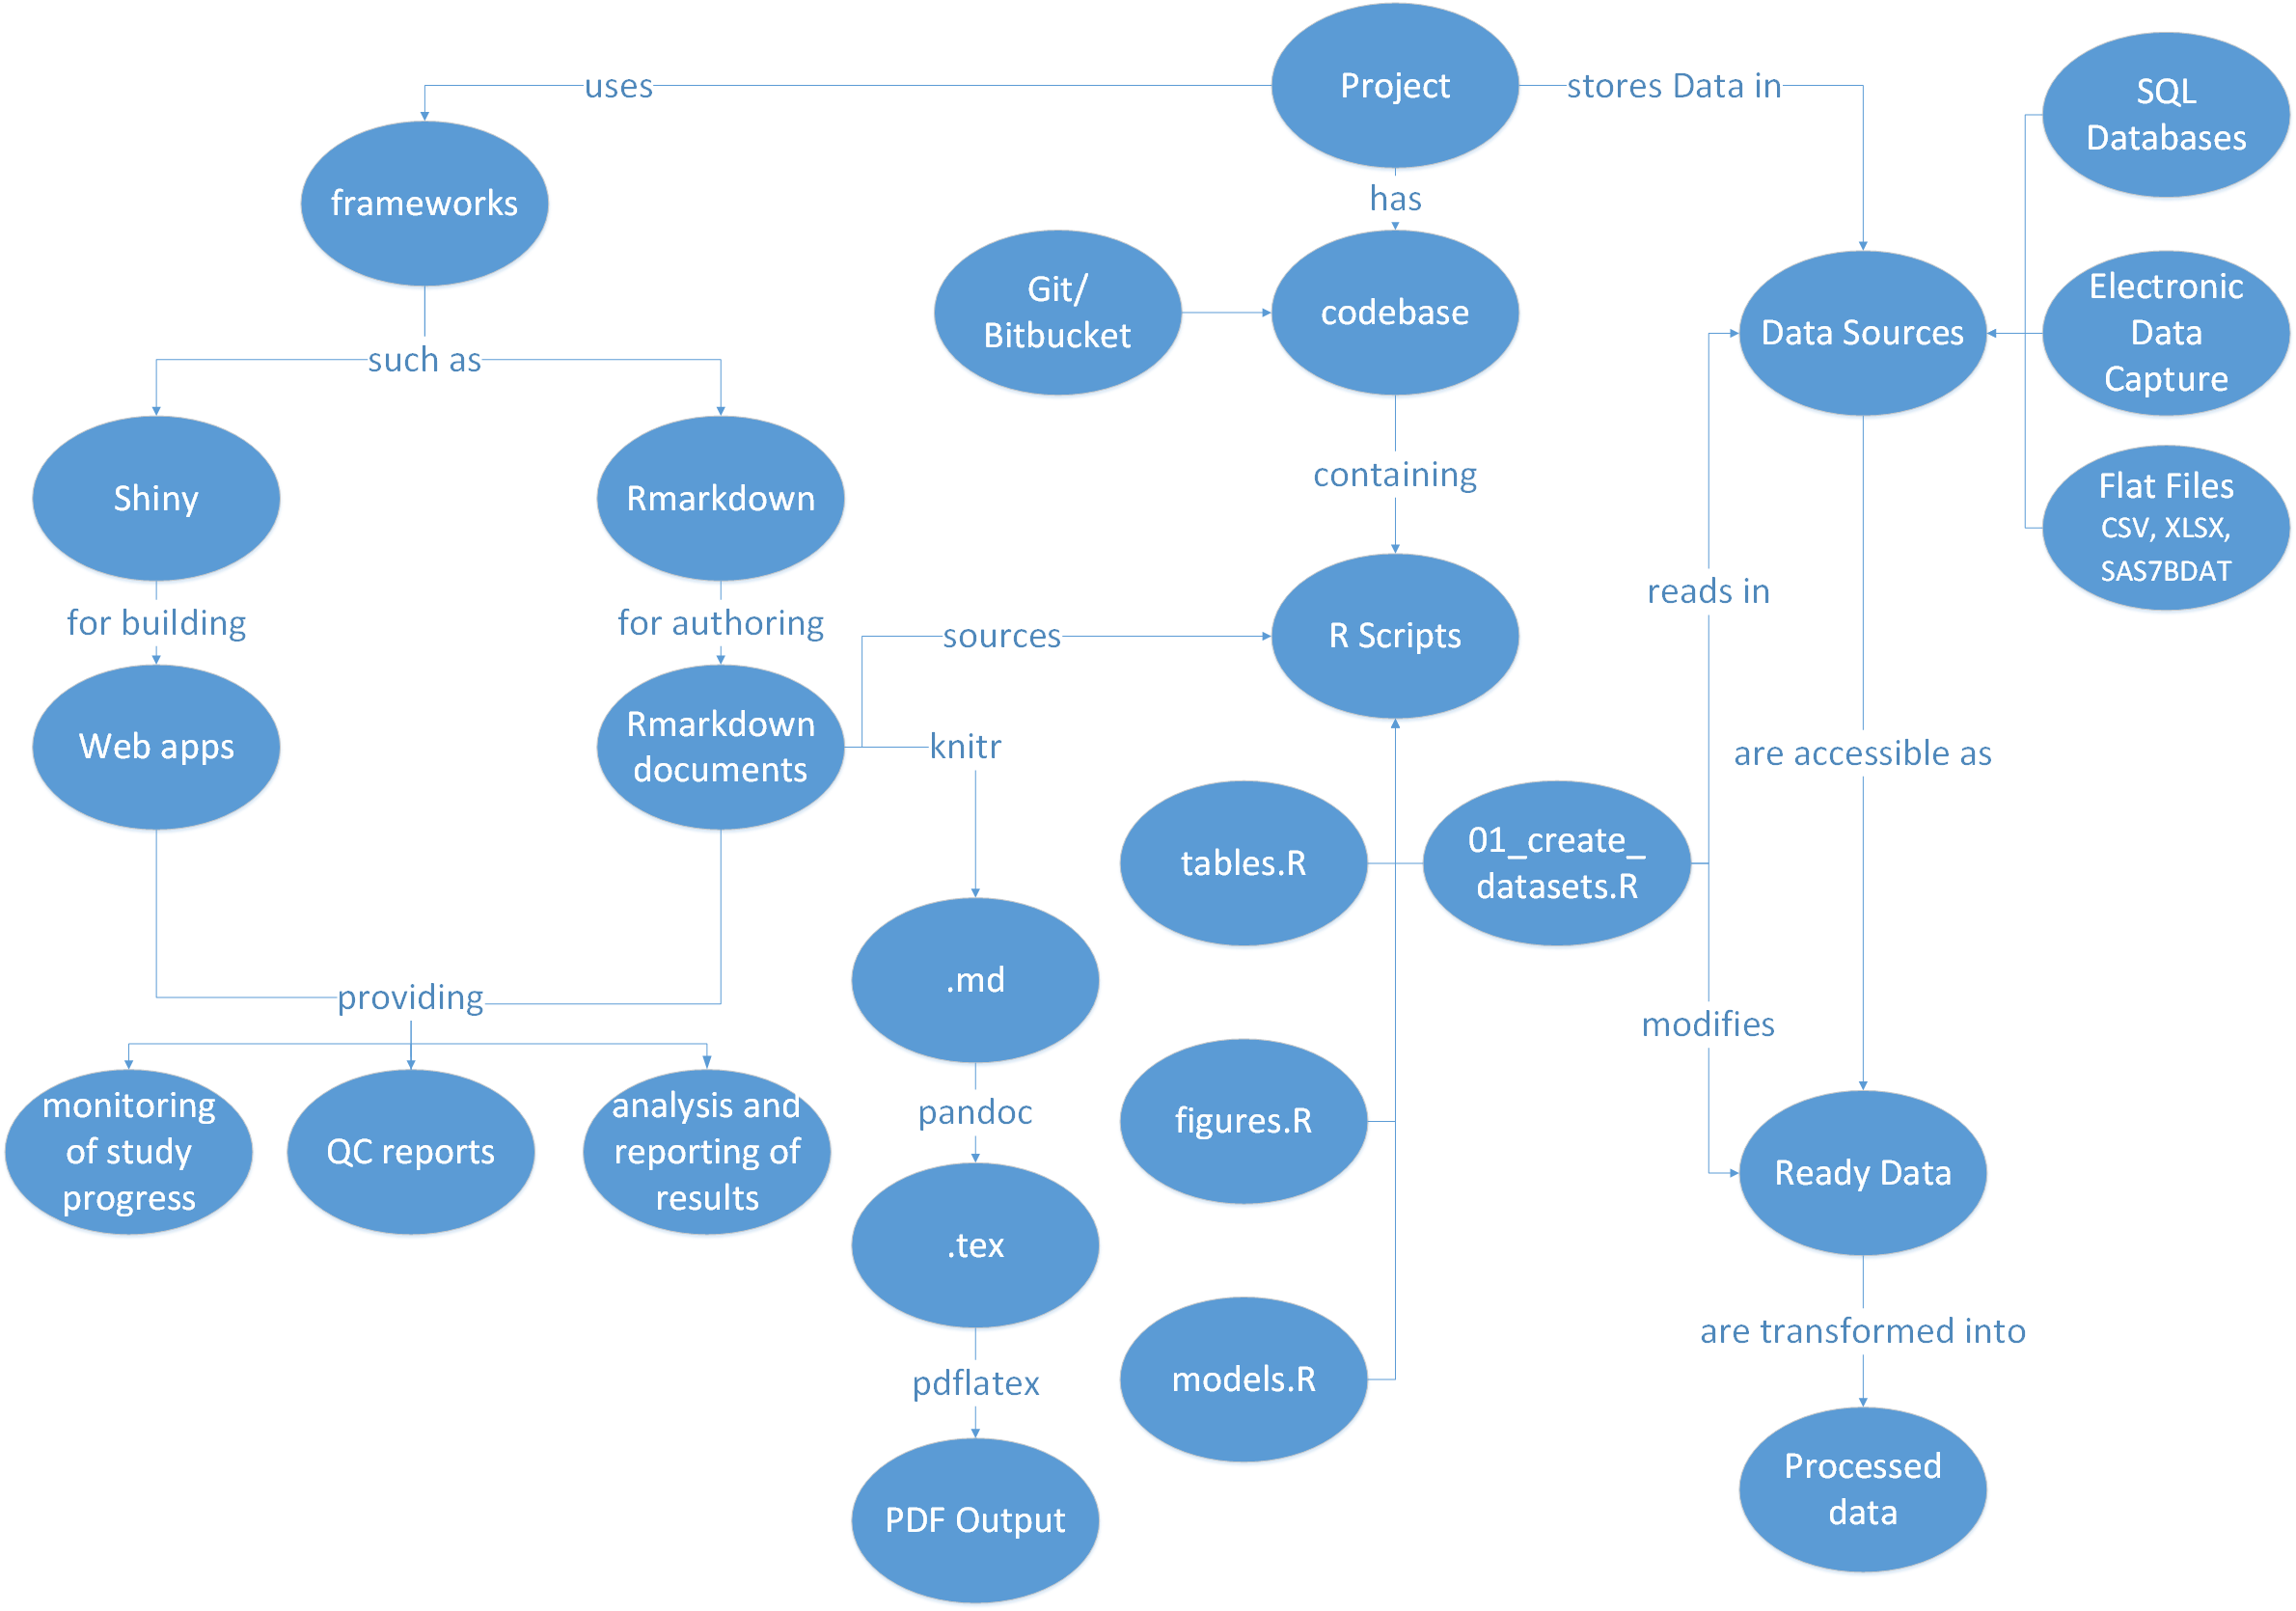 Project
uses
stores Data in
SQL
Databases
frameworks
has
Git/
Bitbucket
codebase
Data Sources
Electronic
Data
Capture
such as
Shiny
Rmarkdown
containing
Flat Files
CSV, XLSX,
SAS7BDAT
for building
for authoring
sources
R Scripts
reads in
Web apps
Rmarkdown
documents
knitr
are accessible as
tables.R
01_create_
datasets.R
providing
.md
modifies
monitoring
of study
progress
QC reports
analysis and
reporting of
results
pandoc
figures.R
Ready Data
.tex
are transformed into
pdflatex
models.R
PDF Output
Processed
data